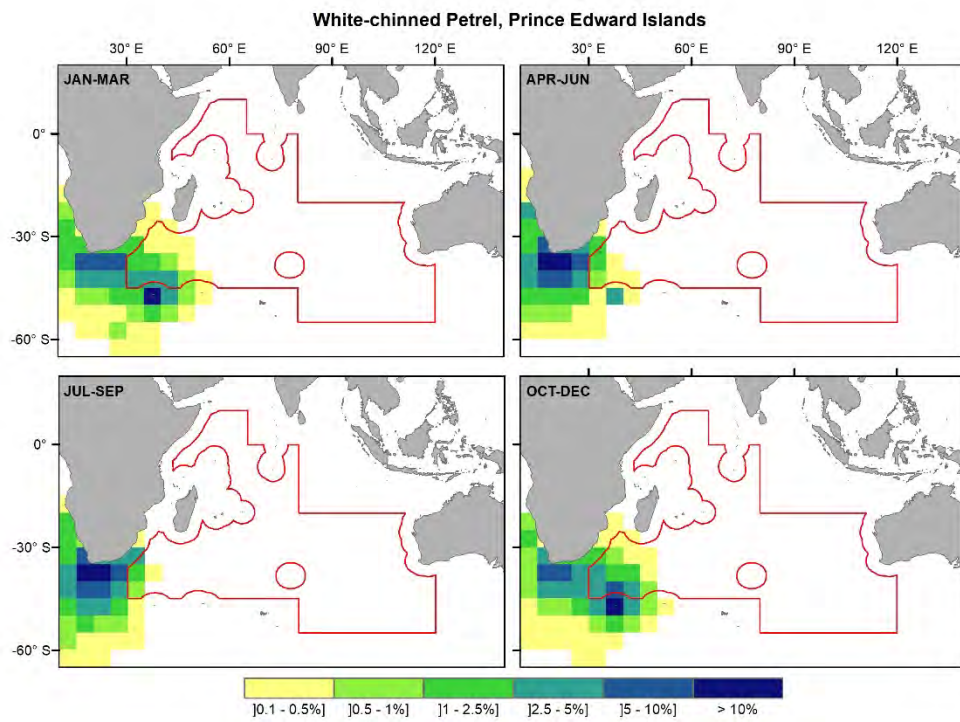 White-chinned Petrel, Prince Edward Islands
30° E 60° E 90° E 120° E 30° E 60° E 90° E 120° E
JAN-MAR APR-JUN
0°
-30°
-60° S
JUL-SEP OCT-DEC
0°
-30°
-60° S
]0.1 - 0.5%] ]0.5 - 1%] ]1 - 2.5%] ]2.5 - 5%] ]5 - 10%] > 10%